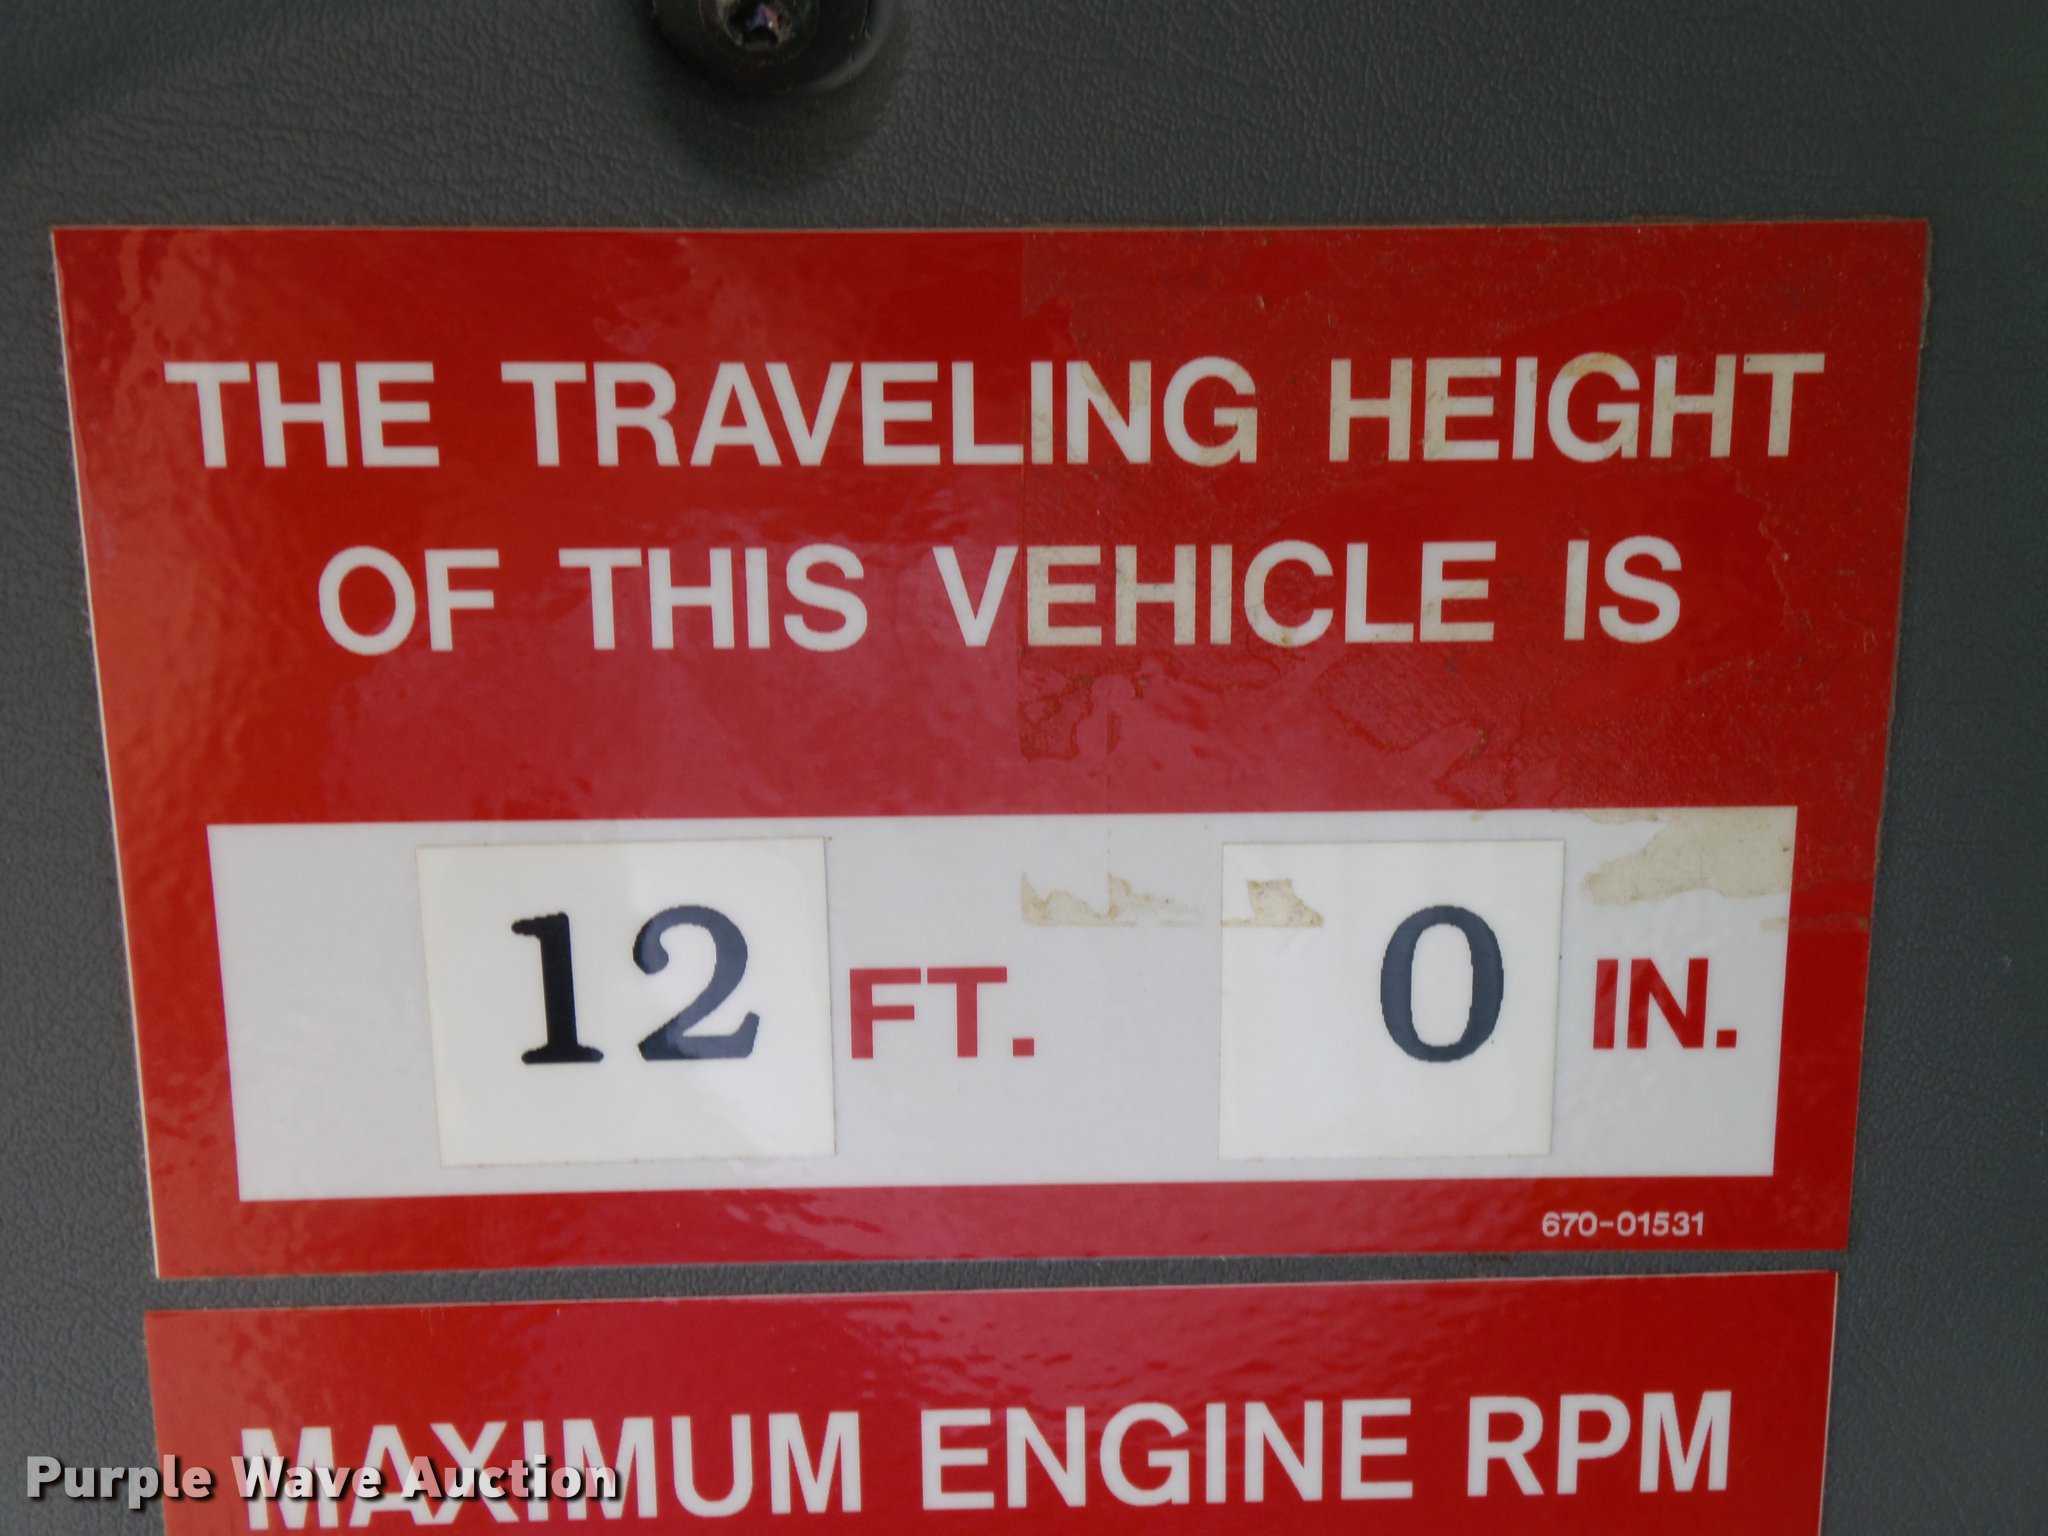 THE TRAVELING HEIGHT
OF THIS VEHICLE IS
12 FT. 0 IN.
670-01531
MAXIMUM ENGINE RPM
Purple Wave Auction